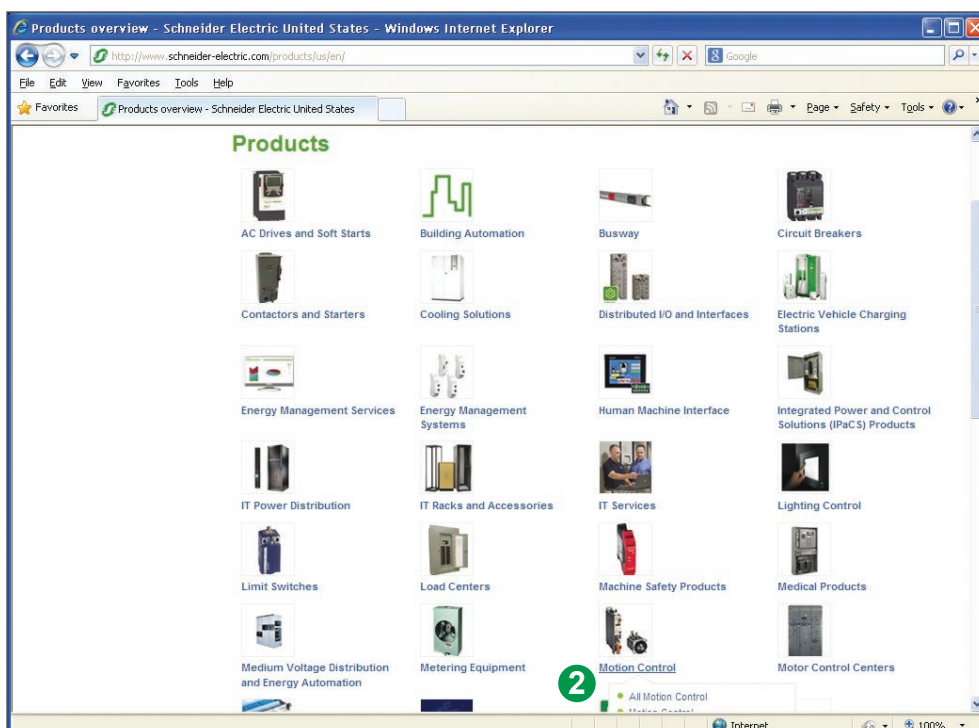 Products overview - Schneider Electric United States - Windows Internet Explorer
http://www.schneider-electric.com/products/us/en/
Google
File Edit View Favorites Tools Help
Favorites
Products overview - Schneider Electric United States
Page Safety Tools
Products
AC Drives and Soft Starts
Building Automation
Busway
Circuit Breakers
Contactors and Starters
Cooling Solutions
Distributed I/O and Interfaces
Electric Vehicle Charging
Stations
Energy Management Services
Energy Management
Systems
Human Machine Interface
Integrated Power and Control
Solutions (IPaCS) Products
IT Power Distribution
IT Racks and Accessories
IT Services
Lighting Control
Limit Switches
Load Centers
Machine Safety Products
Medical Products
Medium Voltage Distribution
and Energy Automation
Metering Equipment
Motion Control
Motor Control Centers
2
All Motion Control
Motion Control
Internet
100%